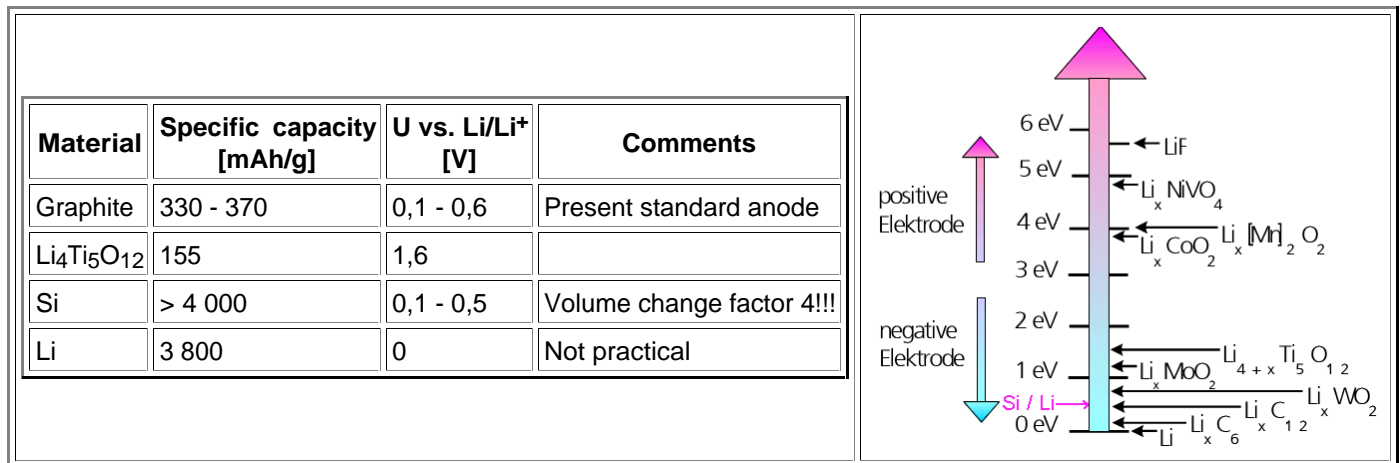 Material Specific capacity [mAh/g] U vs. Li/Li+ [V] Comments
Graphite 330 - 370 0,1 - 0,6 Present standard anode
Li4Ti5O12 155 1,6
Si > 4 000 0,1 - 0,5 Volume change factor 4!!!
Li 3 800 0 Not practical
6 eV
LiF
5 eV
positive
Elektrode
LixNiVO4
4 eV
Lix[Mn]2O2
LixCoO2
3 eV
2 eV
negative
Elektrode
Li4+xTi5O12
1 eV
LixMoO2
LixWO2
Si / Li
LixC12
0 eV
LixC6
Li